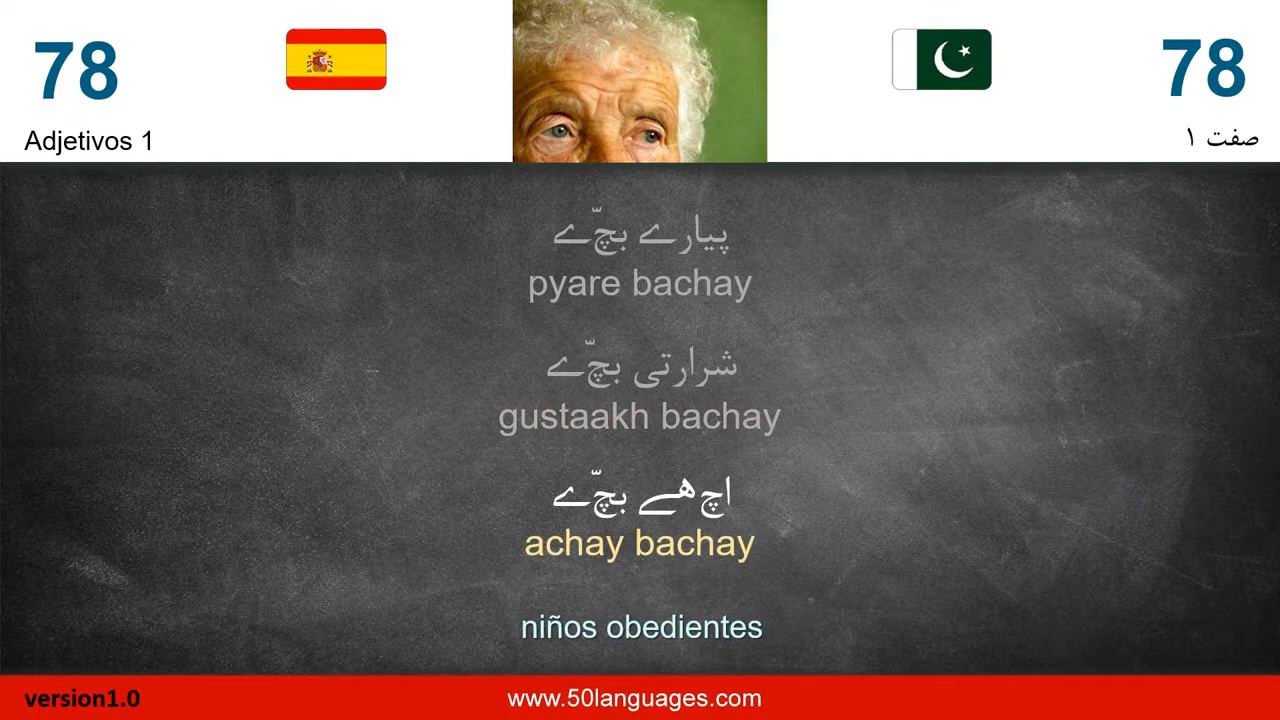 78
78
Adjetivos 1
صفت ۱
پیارے بچّے
pyare bachay
شرارتی بچّے
gustaakh bachay
اچھے بچّے
achay bachay
niños obedientes
version1.0
www.50languages.com